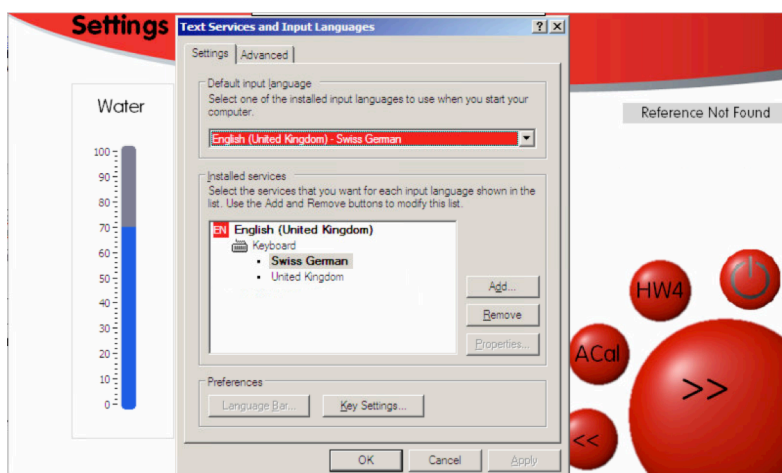 Settings
Text Services and Input Languages
Settings
Advanced
Default input language
Select one of the installed input languages to use when you start your
computer.
English (United Kingdom) - Swiss German
Installed services
Select the services that you want for each input language shown in the
list. Use the Add and Remove buttons to modify this list.
EN English (United Kingdom)
Keyboard
• Swiss German
• United Kingdom
Add...
Remove
Properties...
Preferences
Language Bar...
Key Settings...
OK
Cancel
Apply
Water
100
90
80
70
60
50
40
30
20
10
0
Reference Not Found
HW4
ACal
>>
<<